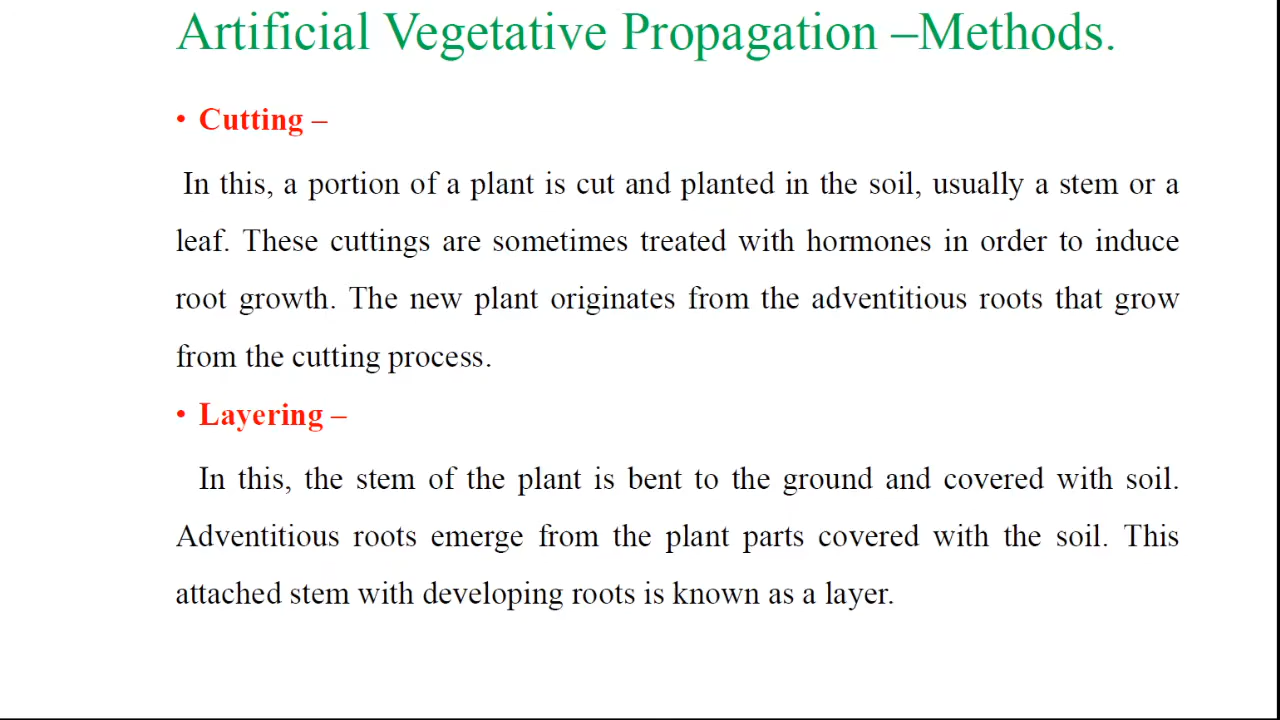 Artificial Vegetative Propagation –Methods.
• Cutting –
In this, a portion of a plant is cut and planted in the soil, usually a stem or a
leaf. These cuttings are sometimes treated with hormones in order to induce
root growth. The new plant originates from the adventitious roots that grow
from the cutting process.
• Layering –
In this, the stem of the plant is bent to the ground and covered with soil.
Adventitious roots emerge from the plant parts covered with the soil. This
attached stem with developing roots is known as a layer.